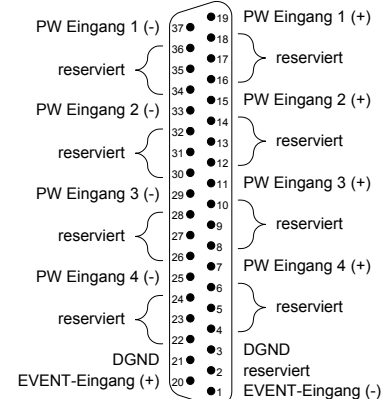 19 PW Eingang 1 (+)
PW Eingang 1 (-) 37
18
36
17 reserviert
reserviert 35
16
34
15 PW Eingang 2 (+)
PW Eingang 2 (-) 33
14
32
13 reserviert
reserviert 31
12
30
11 PW Eingang 3 (+)
PW Eingang 3 (-) 29
10
28
9 reserviert
reserviert 27
8
26
7 PW Eingang 4 (+)
PW Eingang 4 (-) 25
6
24
5 reserviert
reserviert 23
4
22
3 DGND
DGND 21
2 reserviert
EVENT-Eingang (+) 20
1 EVENT-Eingang (-)